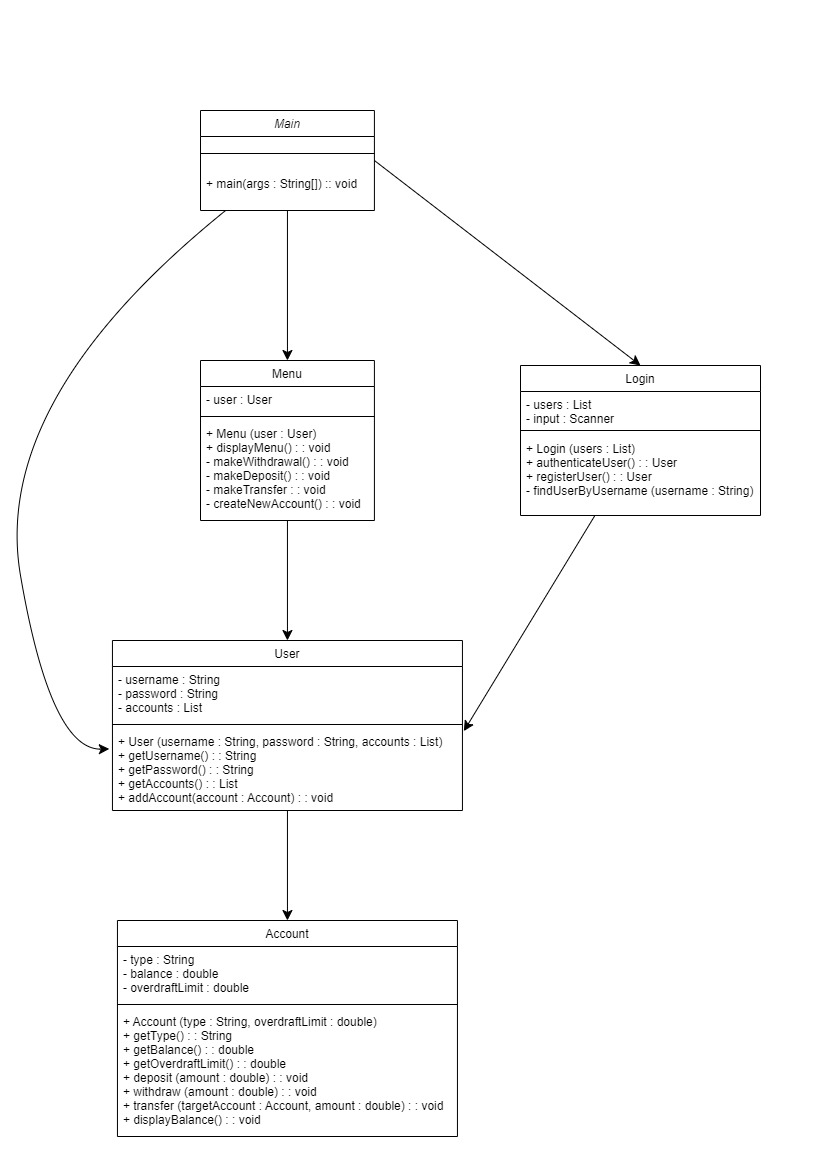 Main
+ main(args : String[]) :: void
Menu
- user : User
+ Menu (user : User)
+ displayMenu() : : void
- makeWithdrawal() : : void
- makeDeposit() : : void
- makeTransfer : : void
- createNewAccount() : : void
Login
- users : List
- input : Scanner
+ Login (users : List)
+ authenticateUser() : : User
+ registerUser() : : User
- findUserByUsername (username : String)
User
- username : String
- password : String
- accounts : List
+ User (username : String, password : String, accounts : List)
+ getUsername() : : String
+ getPassword() : : String
+ getAccounts() : : List
+ addAccount(account : Account) : : void
Account
- type : String
- balance : double
- overdraftLimit : double
+ Account (type : String, overdraftLimit : double)
+ getType() : : String
+ getBalance() : : double
+ getOverdraftLimit() : : double
+ deposit (amount : double) : : void
+ withdraw (amount : double) : : void
+ transfer (targetAccount : Account, amount : double) : : void
+ displayBalance() : : void